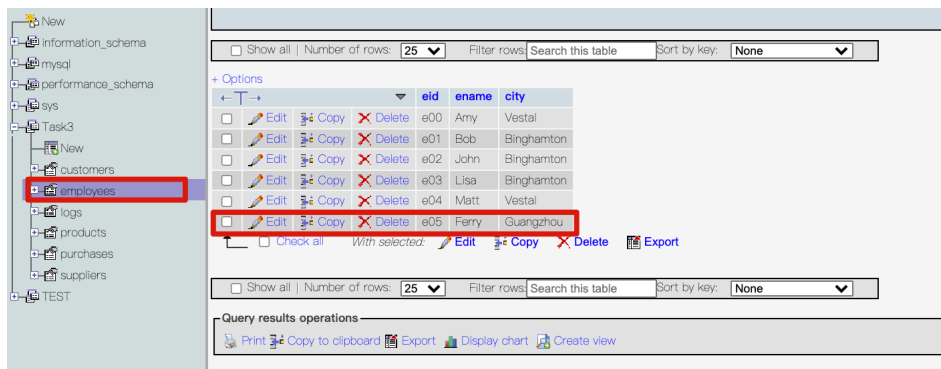 New
information_schema
mysql
performance_schema
sys
Task3
New
customers
employees
logs
products
purchases
suppliers
TEST
Show all | Number of rows: 25 Filter rows: Search this table Sort by key: None
+ Options
←T→ eid ename city
Edit Copy Delete e00 Amy Vestal
Edit Copy Delete e01 Bob Binghamton
Edit Copy Delete e02 John Binghamton
Edit Copy Delete e03 Lisa Binghamton
Edit Copy Delete e04 Matt Vestal
Edit Copy Delete e05 Ferry Guangzhou
Check all With selected: Edit Copy Delete Export
Show all | Number of rows: 25 Filter rows: Search this table Sort by key: None
Query results operations
Print Copy to clipboard Export Display chart Create view